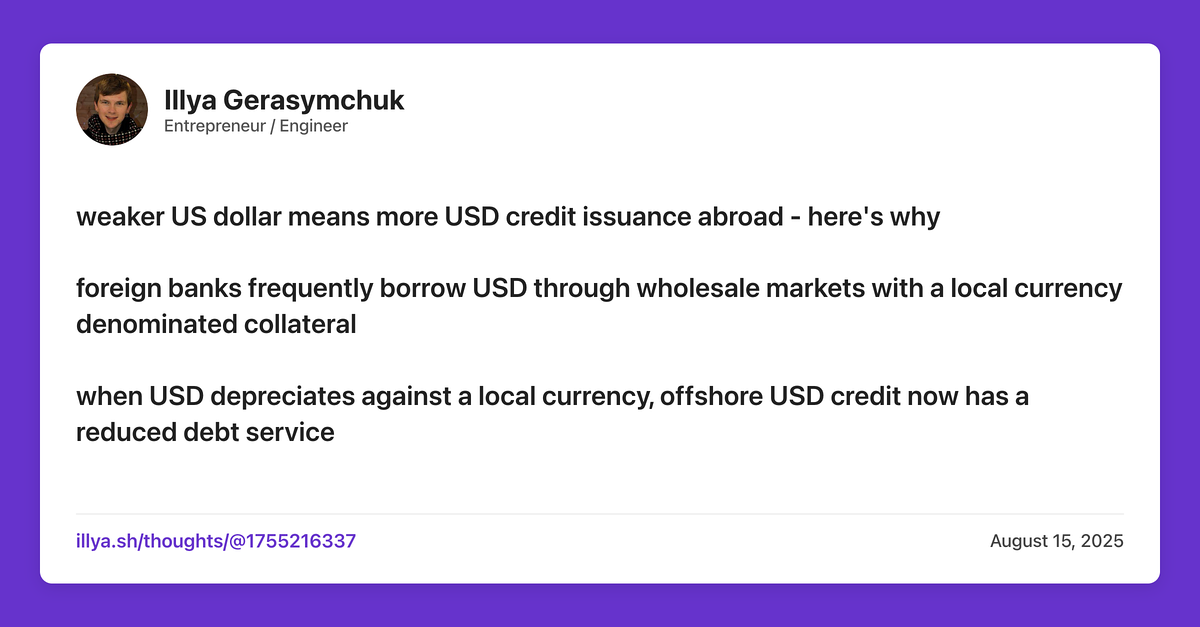 Illya Gerasymchuk
Entrepreneur / Engineer
weaker US dollar means more USD credit issuance abroad - here's why
foreign banks frequently borrow USD through wholesale markets with a local currency
denominated collateral
when USD depreciates against a local currency, offshore USD credit now has a
reduced debt service
illya.sh/thoughts/@1755216337
August 15, 2025